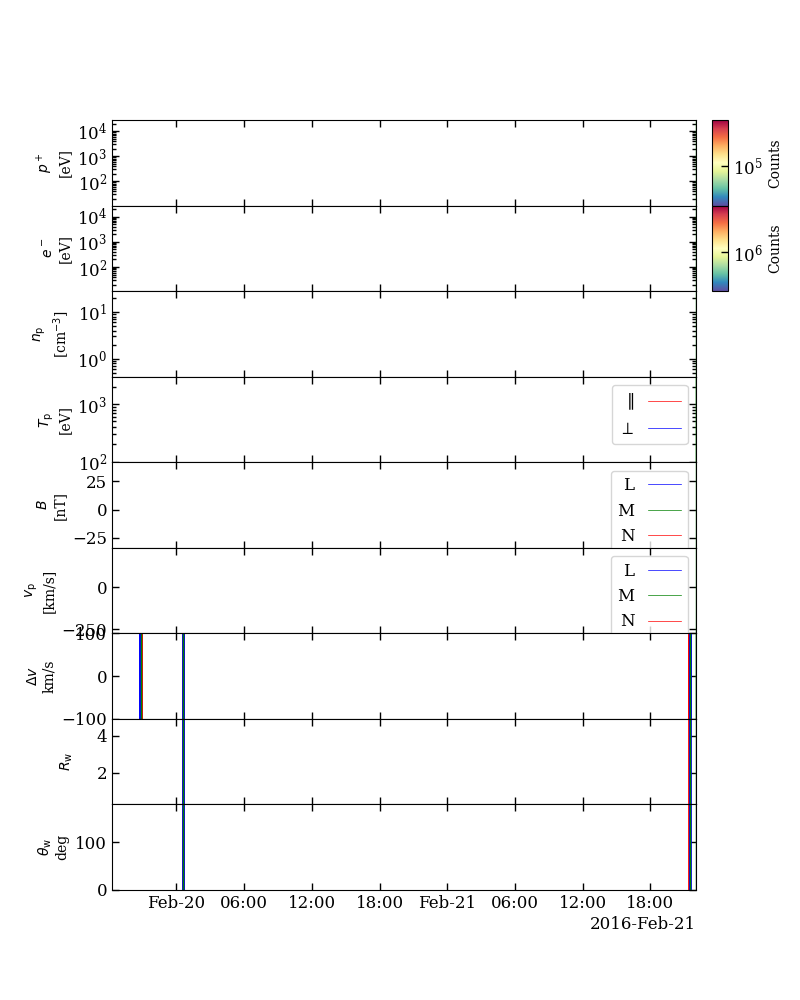 p⁺ [eV]
10⁴
10³
10²
10⁵
Counts
e⁻ [eV]
10⁴
10³
10²
10⁶
Counts
nₚ [cm⁻³]
10¹
10⁰
Tₚ [eV]
10³
10²
∥
⊥
B [nT]
25
0
−25
L
M
N
vₚ [km/s]
0
−250
L
M
N
Δv km/s
100
0
−100
R_w
4
2
θ_w deg
100
0
Feb-20 06:00 12:00 18:00 Feb-21 06:00 12:00 18:00
2016-Feb-21